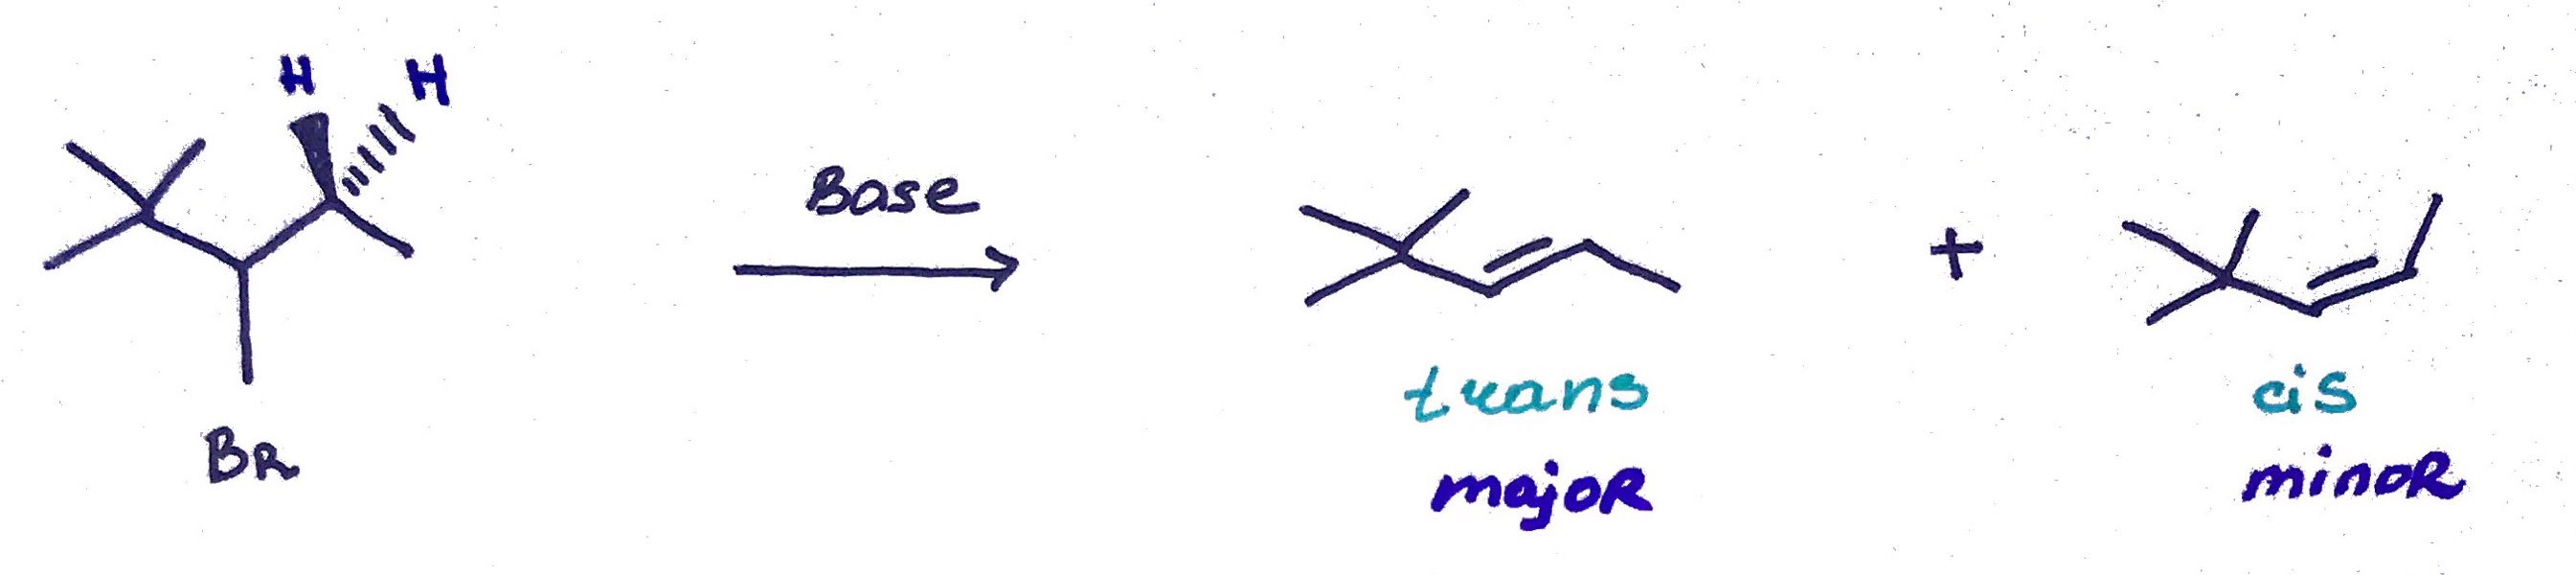 H H
Base
+
trans
cis
major
minor
Br